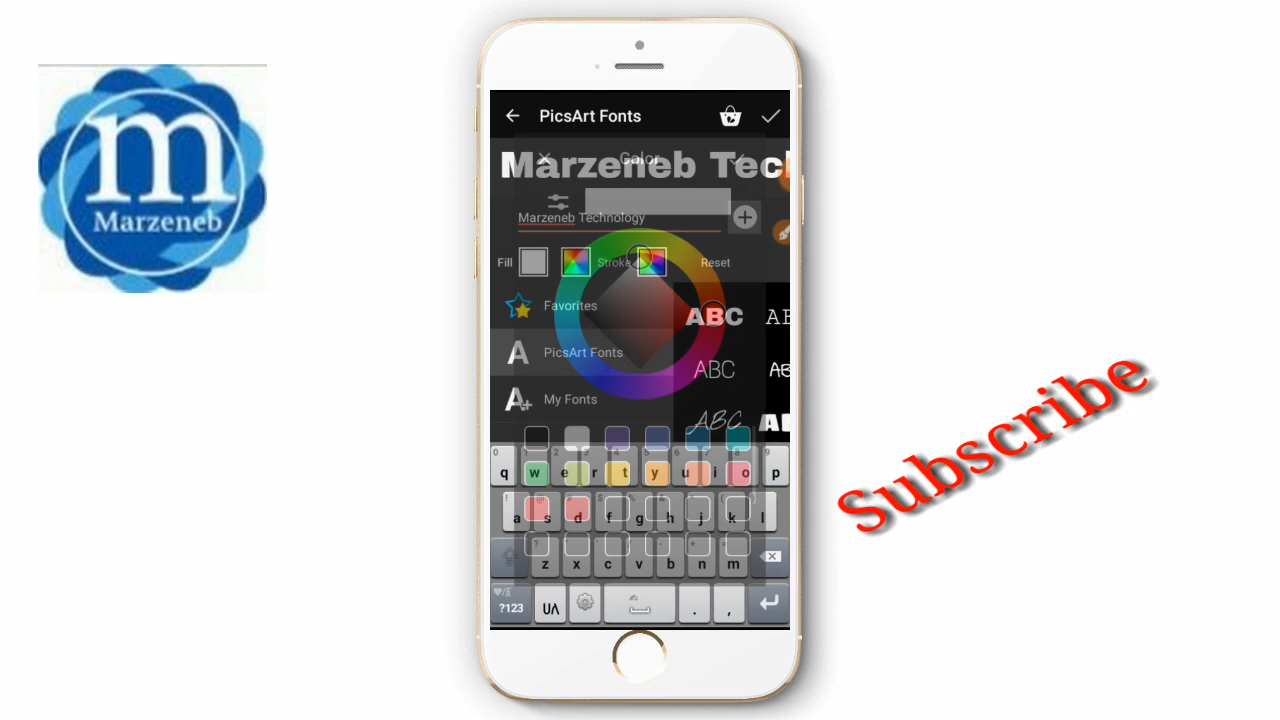 m
Marzeneb
PicsArt Fonts
Marzeneb Tec
Color
Marzeneb Technology
Fill
Stroke
Reset
Favorites
PicsArt Fonts
My Fonts
ABC
ABC
ABC
q w e r t y u i o p
a s d f g h j k l
z x c v b n m
?123 . ,
Subscribe